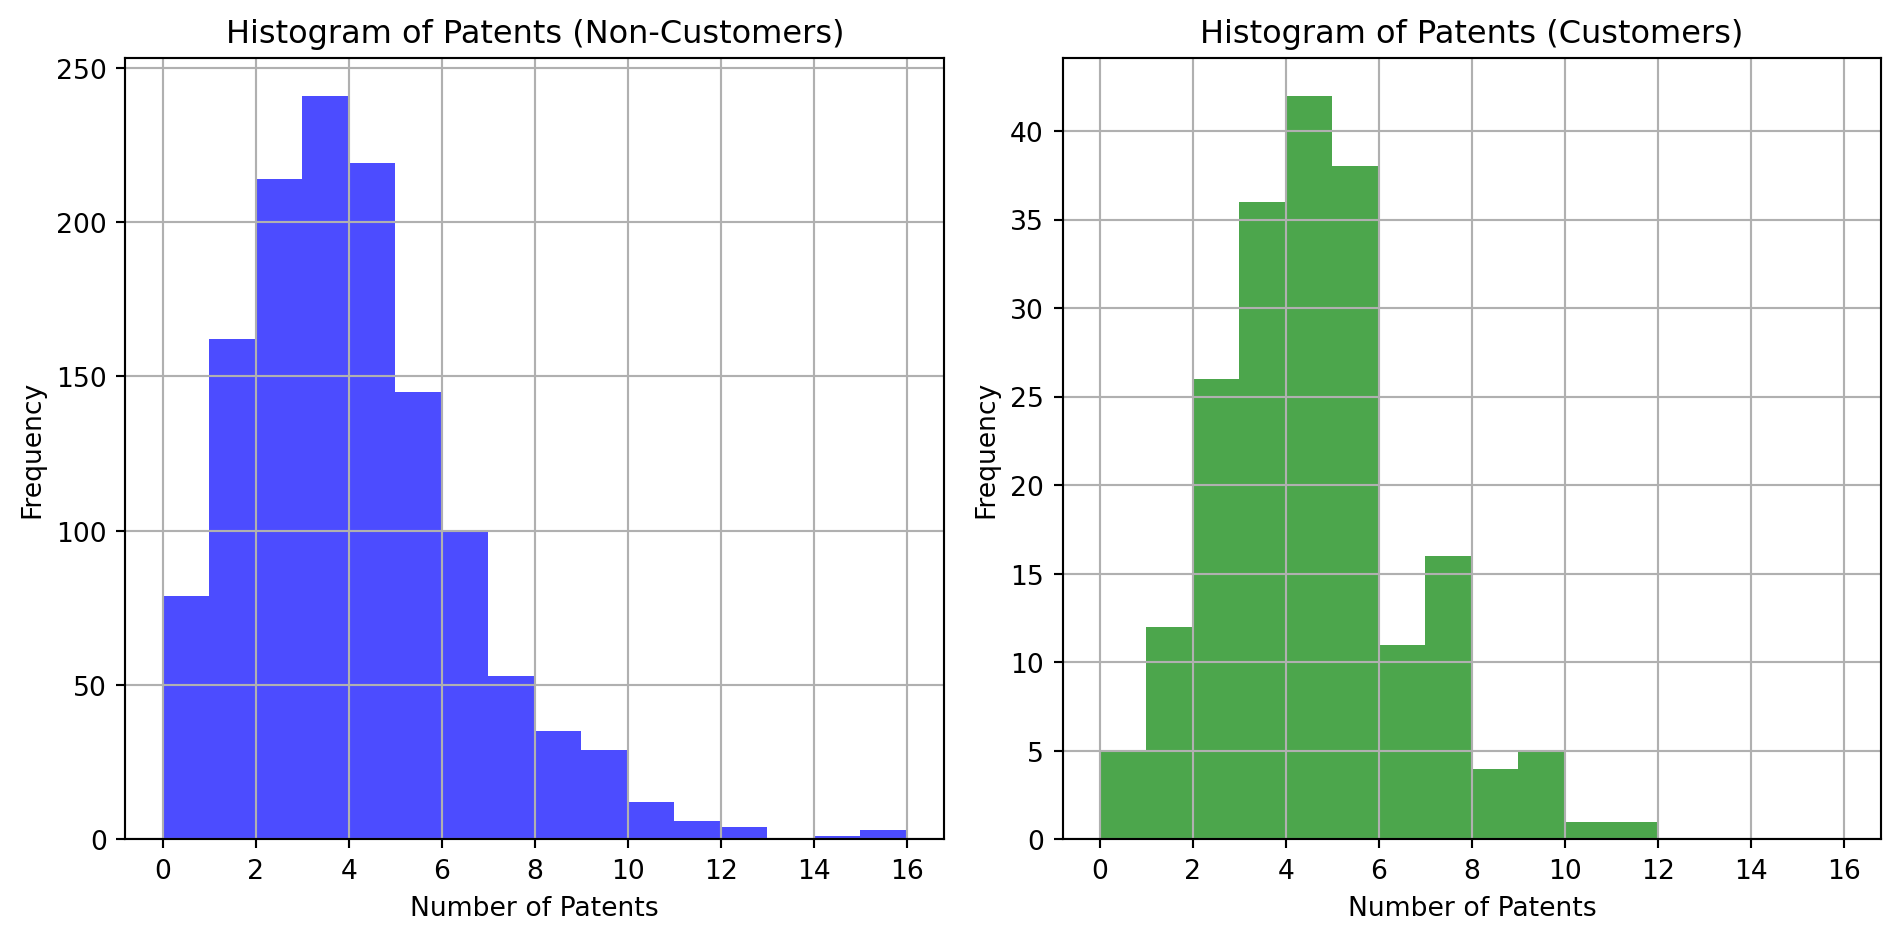 Histogram of Patents (Non-Customers)
250
200
150
100
50
0
Frequency
0 2 4 6 8 10 12 14 16
Number of Patents
Histogram of Patents (Customers)
40
35
30
25
20
15
10
5
0
Frequency
0 2 4 6 8 10 12 14 16
Number of Patents